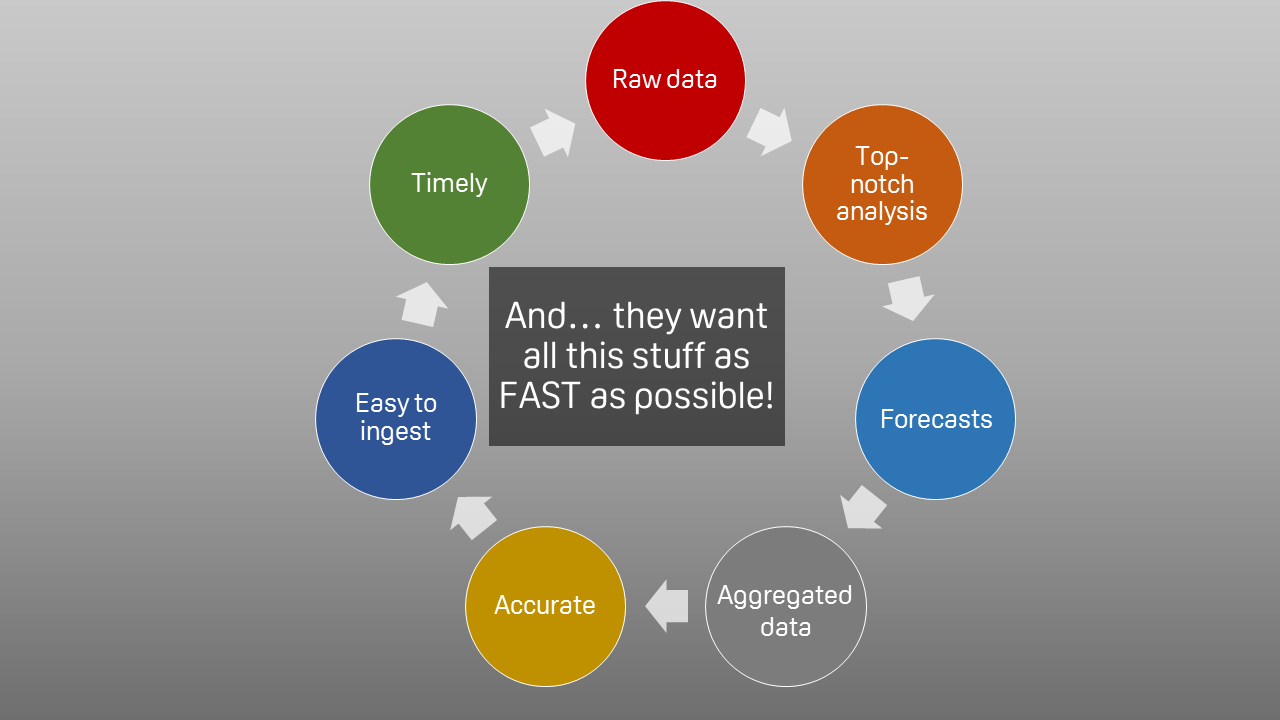 Raw data
Top-
notch
analysis
Forecasts
Aggregated
data
Accurate
Easy to
ingest
Timely
And... they want
all this stuff as
FAST as possible!